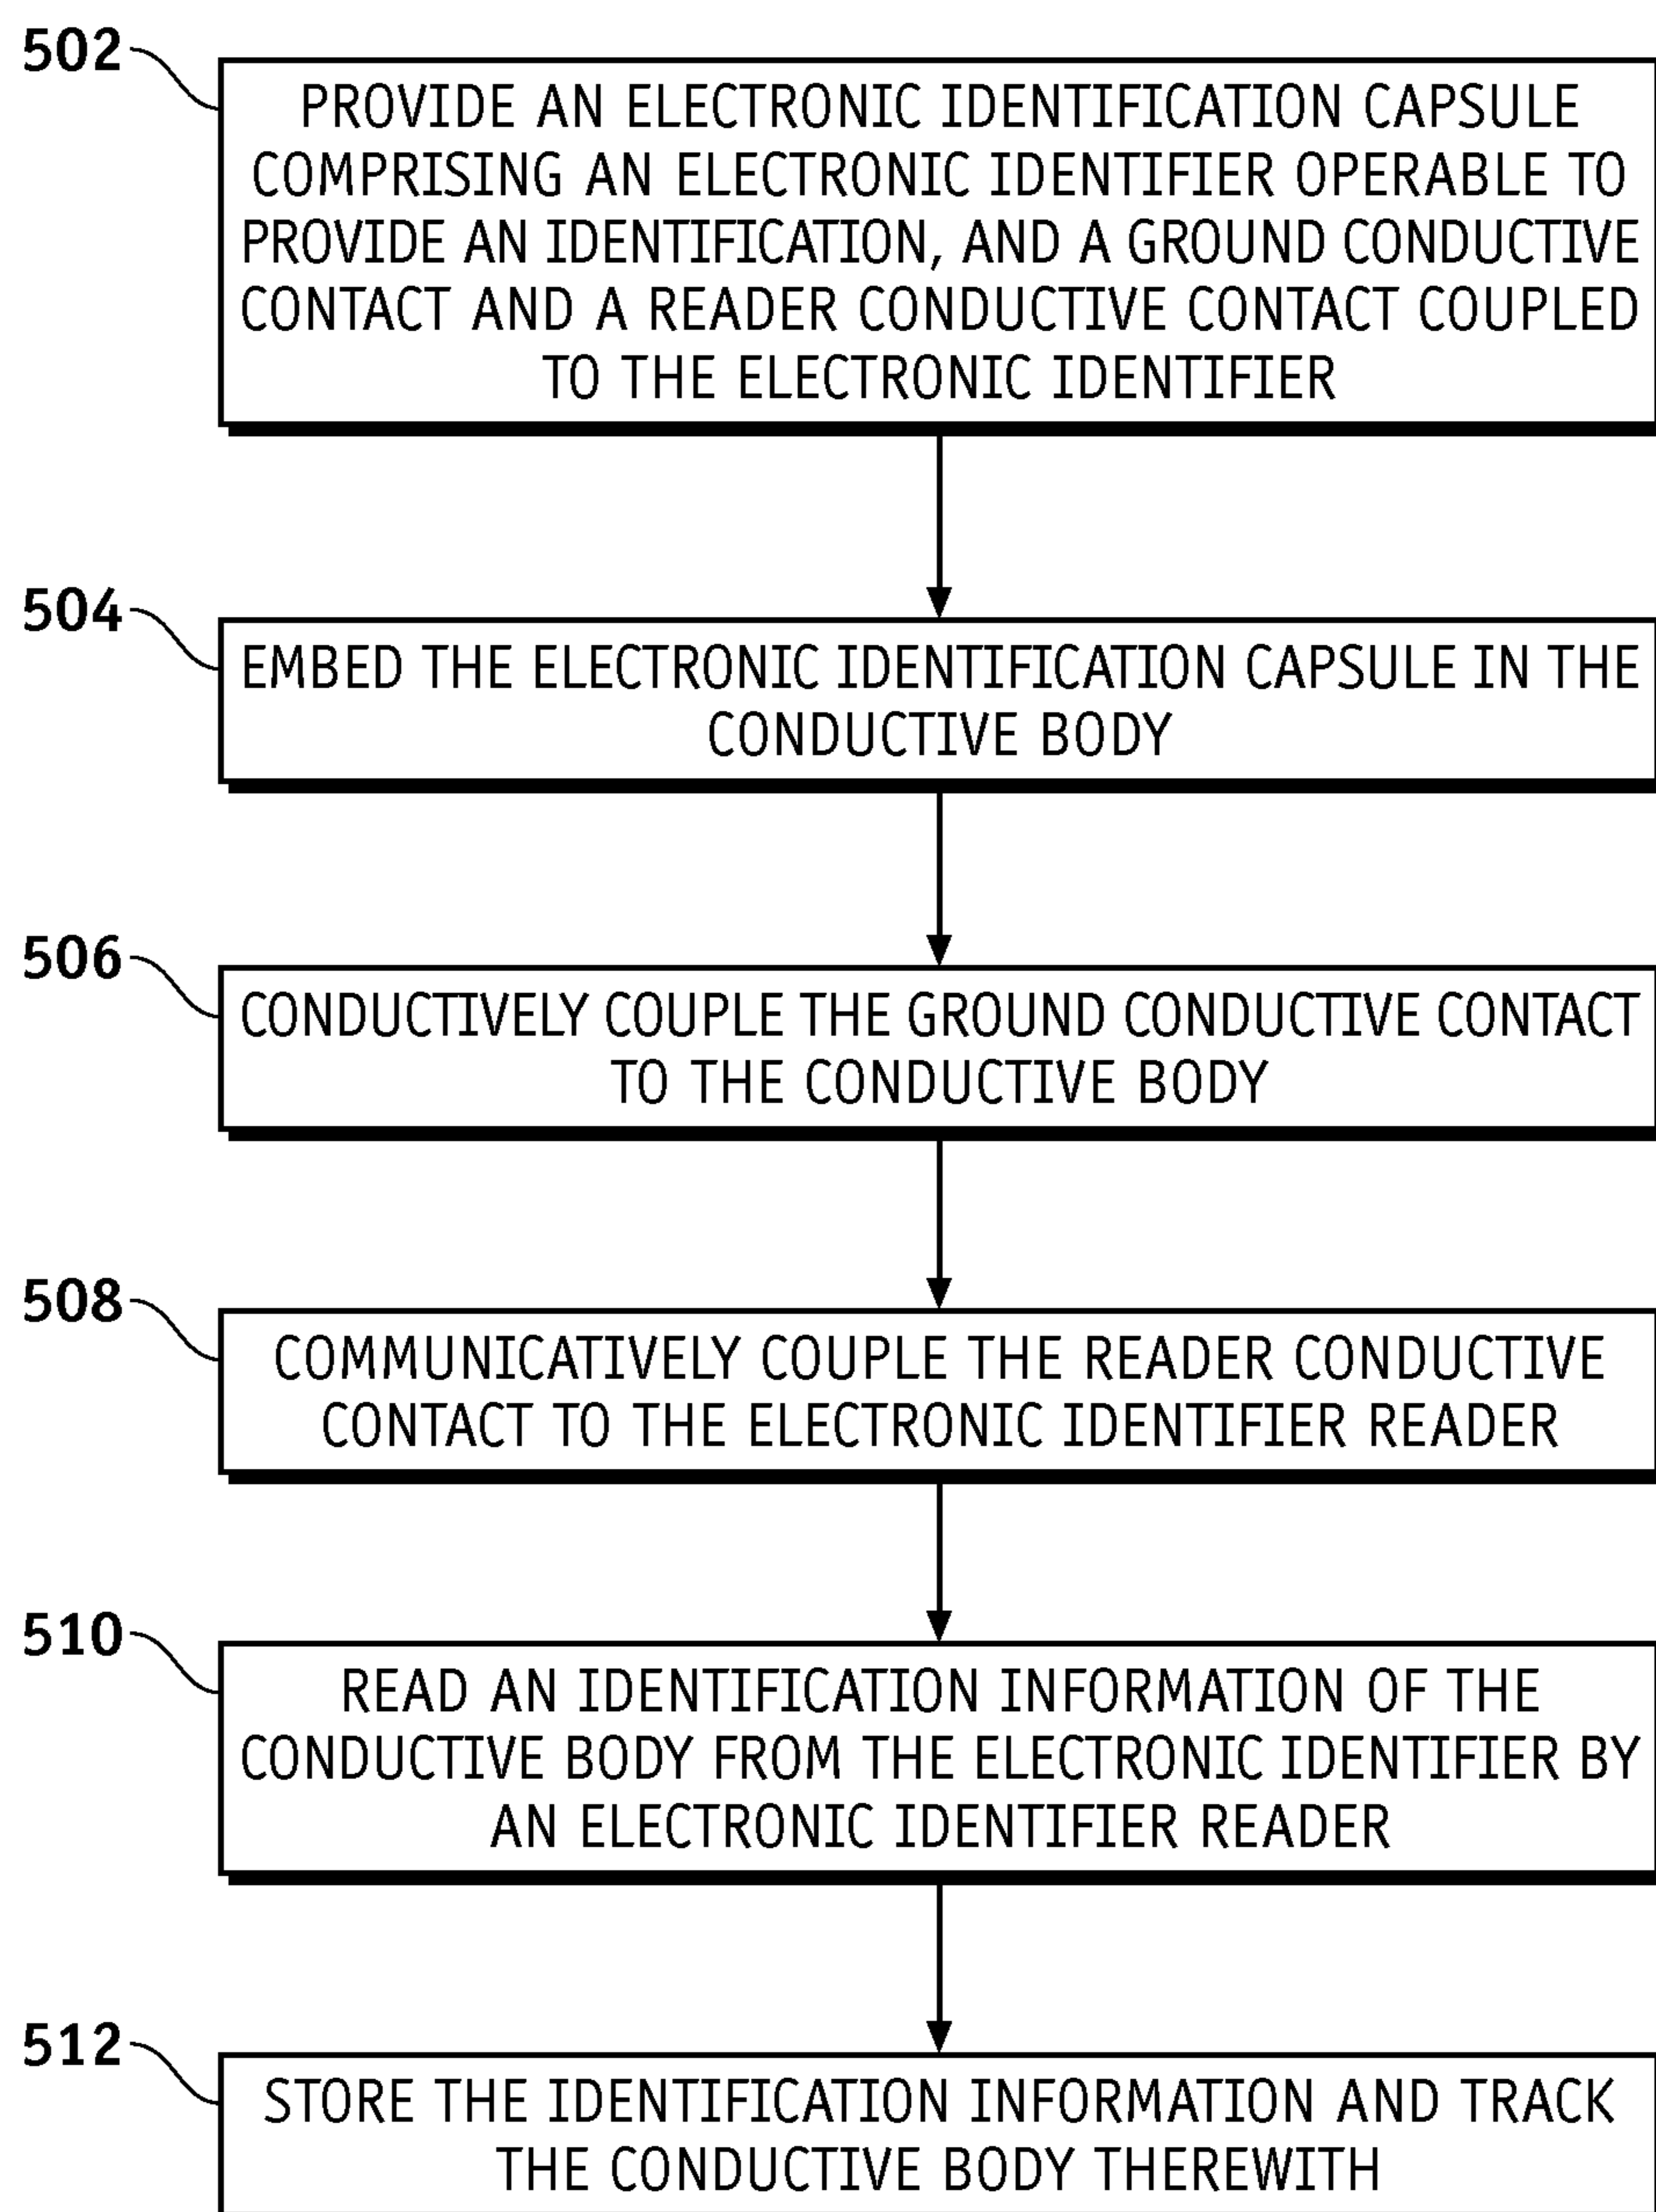 502
PROVIDE AN ELECTRONIC IDENTIFICATION CAPSULE
COMPRISING AN ELECTRONIC IDENTIFIER OPERABLE TO
PROVIDE AN IDENTIFICATION, AND A GROUND CONDUCTIVE
CONTACT AND A READER CONDUCTIVE CONTACT COUPLED
TO THE ELECTRONIC IDENTIFIER
504
EMBED THE ELECTRONIC IDENTIFICATION CAPSULE IN THE
CONDUCTIVE BODY
506
CONDUCTIVELY COUPLE THE GROUND CONDUCTIVE CONTACT
TO THE CONDUCTIVE BODY
508
COMMUNICATIVELY COUPLE THE READER CONDUCTIVE
CONTACT TO THE ELECTRONIC IDENTIFIER READER
510
READ AN IDENTIFICATION INFORMATION OF THE
CONDUCTIVE BODY FROM THE ELECTRONIC IDENTIFIER BY
AN ELECTRONIC IDENTIFIER READER
512
STORE THE IDENTIFICATION INFORMATION AND TRACK
THE CONDUCTIVE BODY THEREWITH